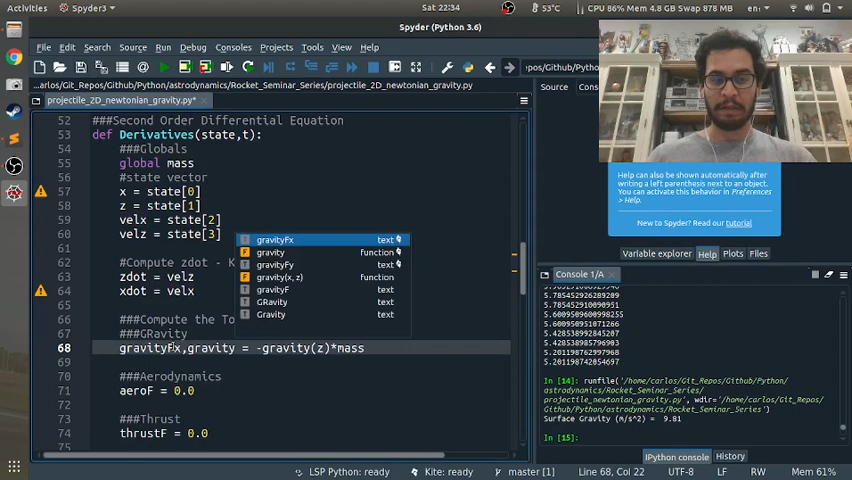 Activities
Spyder3
Sat 22:34
53°C
CPU 86% Mem 4.8 GB Swap 878 MB
en
Spyder (Python 3.6)
File Edit Search Source Run Debug Consoles Projects Tools View Help
pos/Github/Pytho
/carlos/Git_Repos/Github/Python/astrodynamics/Rocket_Seminar_Series/projectile_2D_newtonian_gravity.py
projectile_2D_newtonian_gravity.py*
52 ###Second Order Differential Equation
53 def Derivatives(state,t):
54 ###Globals
55 global mass
56 #state vector
57 x = state[0]
58 z = state[1]
59 velx = state[2]
60 velz = state[3]
61
62 #Compute zdot - K
63 zdot = velz
64 xdot = velx
65
66 ###Compute the To
67 ###GRavity
68 gravityFx,gravity = -gravity(z)*mass
69
70
71 ###Aerodynamics
72 aeroF = 0.0
73 ###Thrust
74 thrustF = 0.0
75
gravityFx text
gravity function
gravityFy text
gravity(x, z) function
gravityF text
GRavity text
Gravity text
Source Cons
Help can also be shown automatically after
writing a left parenthesis next to an object.
You can activate this behavior in Preferences
> Help.
New to Spyder? Read our tutorial
Variable explorer Help Plots Files
Console 1/A
5.785452926289209
5.785450951071266
5.6009509608255
5.600950951071266
5.428539942845307
5.428539894287093
5.201198762997968
5.20119876299762
In [14]: runfile('/home/carlos/Git_Repos/Github/Python/
astrodynamics/Rocket_Seminar_Series/
projectile_newtonian_gravity.py', wdir='/home/carlos/
Git_Repos/Github/Python/astrodynamics/
Rocket_Seminar_Series')
Surface Gravity (m/s^2) = 9.81
In [15]:
IPython console History
LSP Python: ready Kite: ready master [1] Line 68, Col 22 UTF-8 LF RW Mem 61%